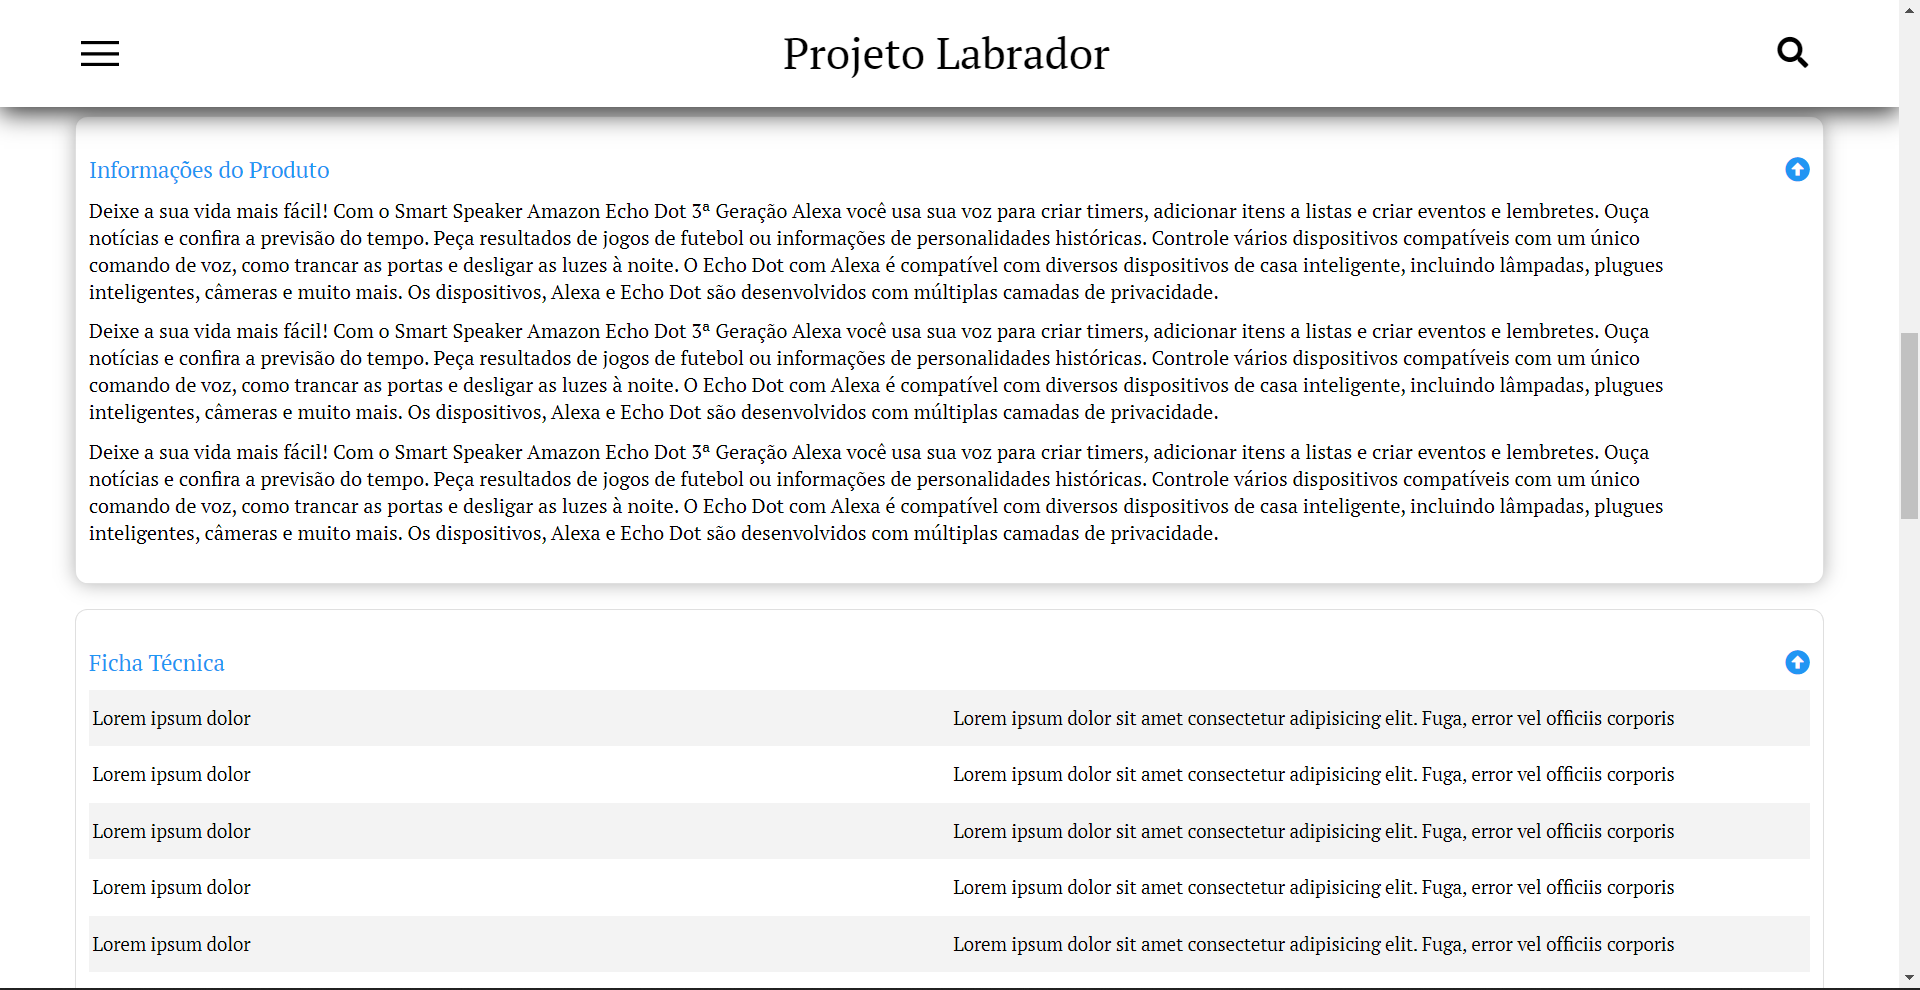 Projeto Labrador
Informações do Produto
Deixe a sua vida mais fácil! Com o Smart Speaker Amazon Echo Dot 3ª Geração Alexa você usa sua voz para criar timers, adicionar itens a listas e criar eventos e lembretes. Ouça
notícias e confira a previsão do tempo. Peça resultados de jogos de futebol ou informações de personalidades históricas. Controle vários dispositivos compatíveis com um único
comando de voz, como trancar as portas e desligar as luzes à noite. O Echo Dot com Alexa é compatível com diversos dispositivos de casa inteligente, incluindo lâmpadas, plugues
inteligentes, câmeras e muito mais. Os dispositivos, Alexa e Echo Dot são desenvolvidos com múltiplas camadas de privacidade.
Deixe a sua vida mais fácil! Com o Smart Speaker Amazon Echo Dot 3ª Geração Alexa você usa sua voz para criar timers, adicionar itens a listas e criar eventos e lembretes. Ouça
notícias e confira a previsão do tempo. Peça resultados de jogos de futebol ou informações de personalidades históricas. Controle vários dispositivos compatíveis com um único
comando de voz, como trancar as portas e desligar as luzes à noite. O Echo Dot com Alexa é compatível com diversos dispositivos de casa inteligente, incluindo lâmpadas, plugues
inteligentes, câmeras e muito mais. Os dispositivos, Alexa e Echo Dot são desenvolvidos com múltiplas camadas de privacidade.
Deixe a sua vida mais fácil! Com o Smart Speaker Amazon Echo Dot 3ª Geração Alexa você usa sua voz para criar timers, adicionar itens a listas e criar eventos e lembretes. Ouça
notícias e confira a previsão do tempo. Peça resultados de jogos de futebol ou informações de personalidades históricas. Controle vários dispositivos compatíveis com um único
comando de voz, como trancar as portas e desligar as luzes à noite. O Echo Dot com Alexa é compatível com diversos dispositivos de casa inteligente, incluindo lâmpadas, plugues
inteligentes, câmeras e muito mais. Os dispositivos, Alexa e Echo Dot são desenvolvidos com múltiplas camadas de privacidade.
Ficha Técnica
Lorem ipsum dolor Lorem ipsum dolor sit amet consectetur adipisicing elit. Fuga, error vel officiis corporis
Lorem ipsum dolor Lorem ipsum dolor sit amet consectetur adipisicing elit. Fuga, error vel officiis corporis
Lorem ipsum dolor Lorem ipsum dolor sit amet consectetur adipisicing elit. Fuga, error vel officiis corporis
Lorem ipsum dolor Lorem ipsum dolor sit amet consectetur adipisicing elit. Fuga, error vel officiis corporis
Lorem ipsum dolor Lorem ipsum dolor sit amet consectetur adipisicing elit. Fuga, error vel officiis corporis